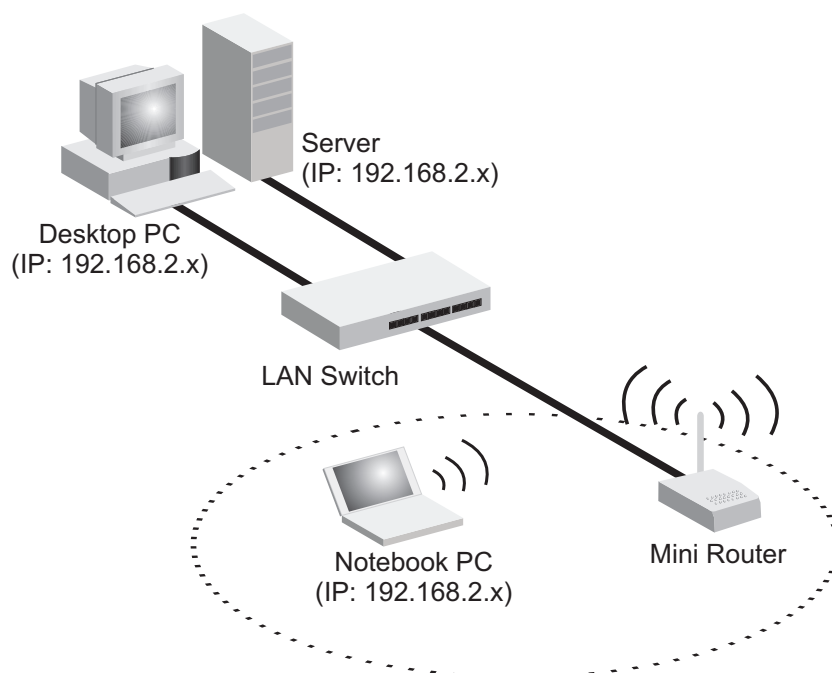 Server
(IP: 192.168.2.x)
Desktop PC
(IP: 192.168.2.x)
LAN Switch
Notebook PC
(IP: 192.168.2.x)
Mini Router